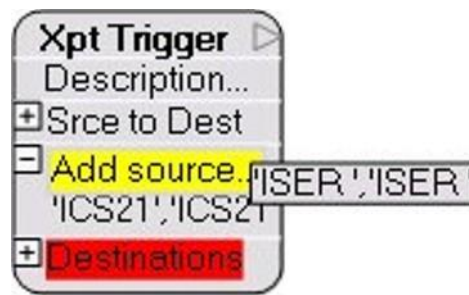 Xpt Trigger
Description...
Srce to Dest
Add source..
'ISER ','ISER '
'ICS21','ICS21
Destinations